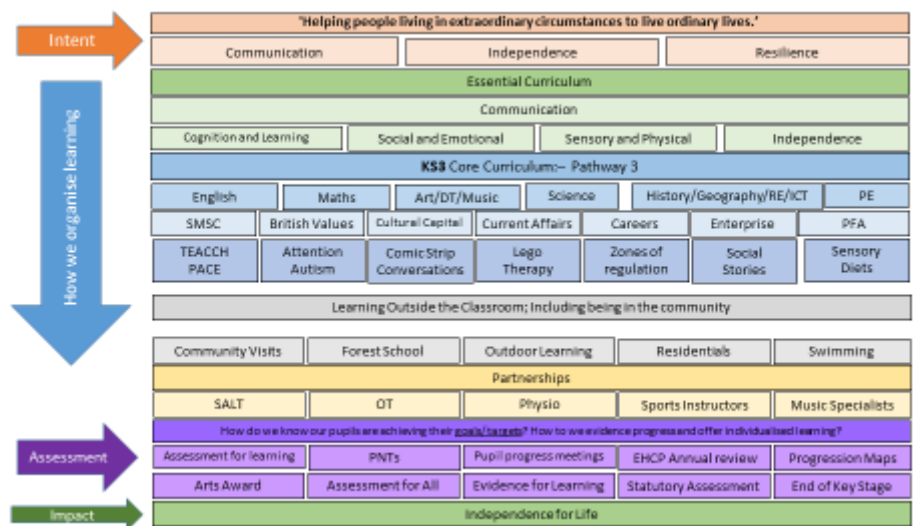 Intent
'Helping people living in extraordinary circumstances to live ordinary lives.'
Communication
Independence
Resilience
How we organise learning
Essential Curriculum
Communication
Cognition and Learning
Social and Emotional
Sensory and Physical
Independence
KS3 Core Curriculum:– Pathway 3
English
Maths
Art/DT/Music
Science
History/Geography/RE/ICT
PE
SMSC
British Values
Cultural Capital
Current Affairs
Careers
Enterprise
PFA
TEACCH
PACE
Attention
Autism
Comic Strip
Conversations
Lego
Therapy
Zones of
regulation
Social
Stories
Sensory
Diets
Learning Outside the Classroom; Including being in the community
Community Visits
Forest School
Outdoor Learning
Residentials
Swimming
Partnerships
SALT
OT
Physio
Sports Instructors
Music Specialists
Assessment
How do we know our pupils are achieving their goals/targets? How to we evidence progress and offer individualised learning?
Assessment for learning
PNTs
Pupil progress meetings
EHCP Annual review
Progression Maps
Arts Award
Assessment for All
Evidence for Learning
Statutory Assessment
End of Key Stage
Impact
Independence for Life